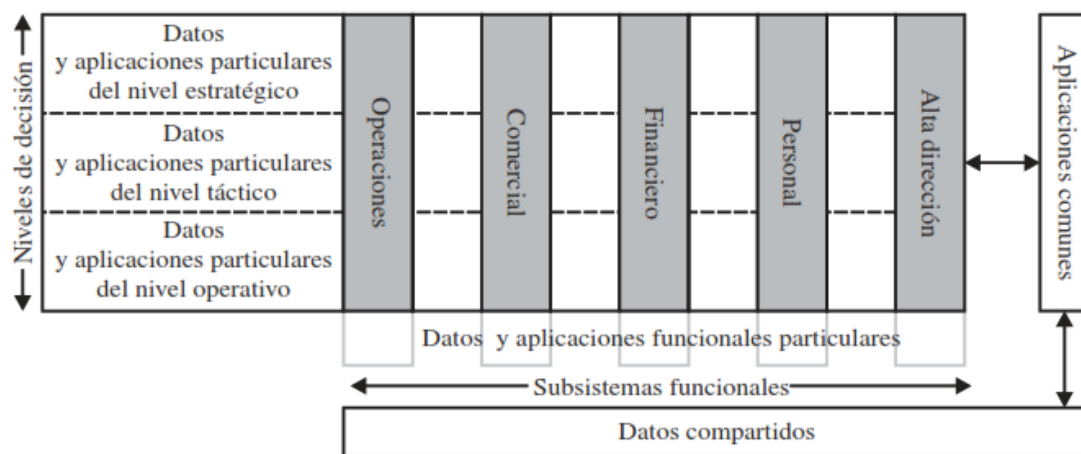 Niveles de decisión
Datos
y aplicaciones particulares
del nivel estratégico
Datos
y aplicaciones particulares
del nivel táctico
Datos
y aplicaciones particulares
del nivel operativo
Operaciones
Comercial
Financiero
Personal
Alta dirección
Aplicaciones comunes
Datos y aplicaciones funcionales particulares
Subsistemas funcionales
Datos compartidos